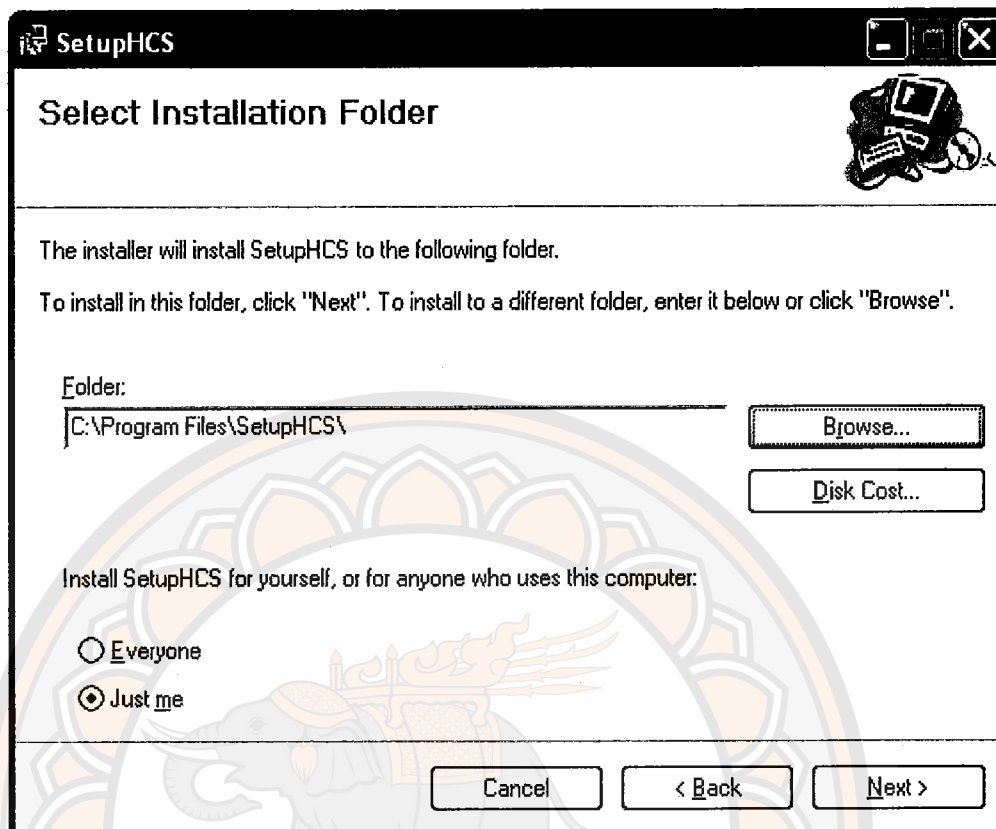 SetupHCS
Select Installation Folder
The installer will install SetupHCS to the following folder.
To install in this folder, click "Next". To install to a different folder, enter it below or click "Browse".
Folder:
C:\Program Files\SetupHCS\
Browse...
Disk Cost...
Install SetupHCS for yourself, or for anyone who uses this computer:
Everyone
Just me
Cancel
< Back
Next >